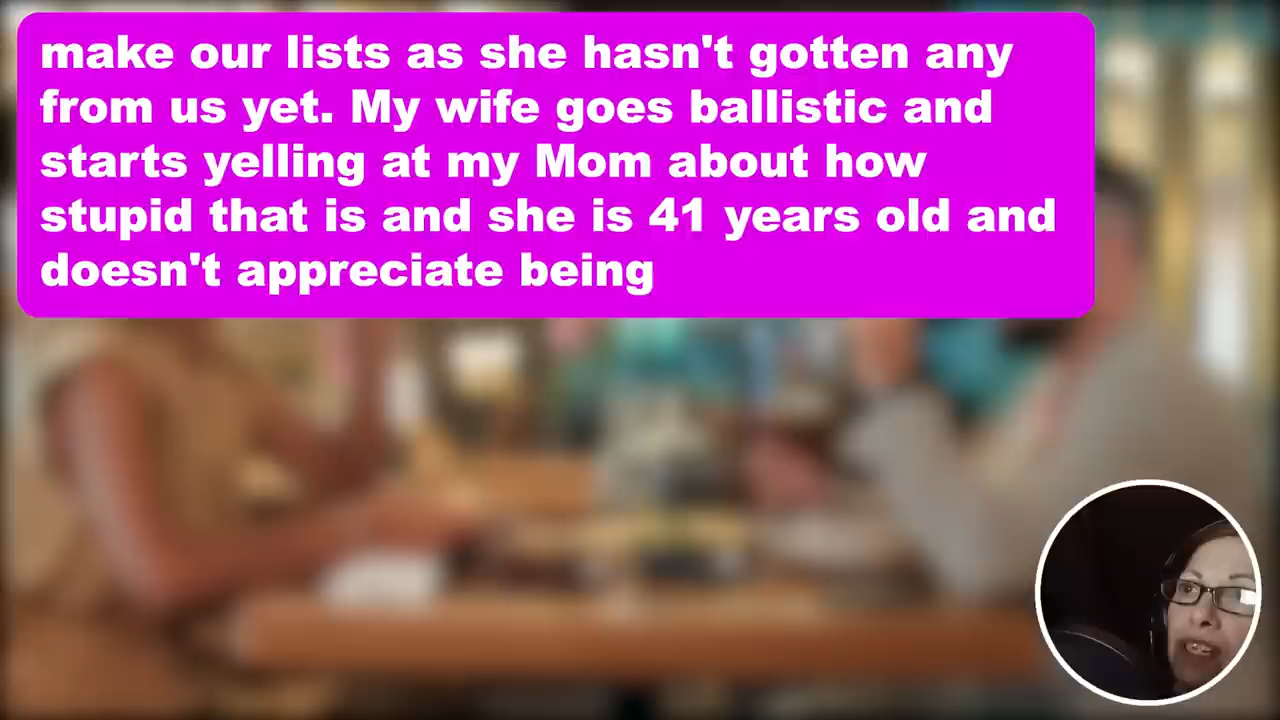 make our lists as she hasn't gotten any
from us yet. My wife goes ballistic and
starts yelling at my Mom about how
stupid that is and she is 41 years old and
doesn't appreciate being